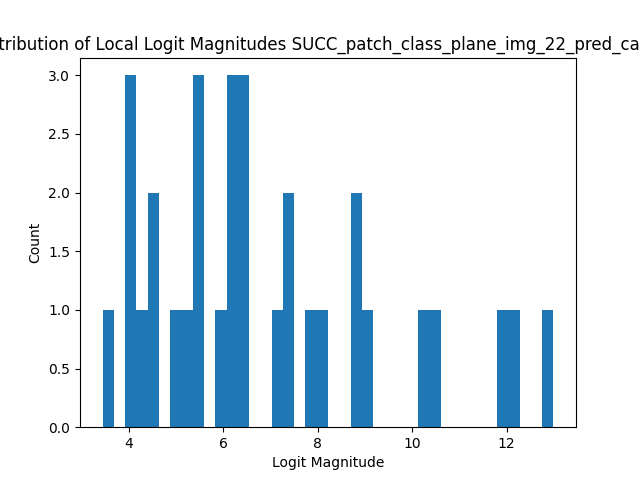 tribution of Local Logit Magnitudes SUCC_patch_class_plane_img_22_pred_ca
3.0
2.5
2.0
1.5
1.0
0.5
0.0
Count
4 6 8 10 12
Logit Magnitude